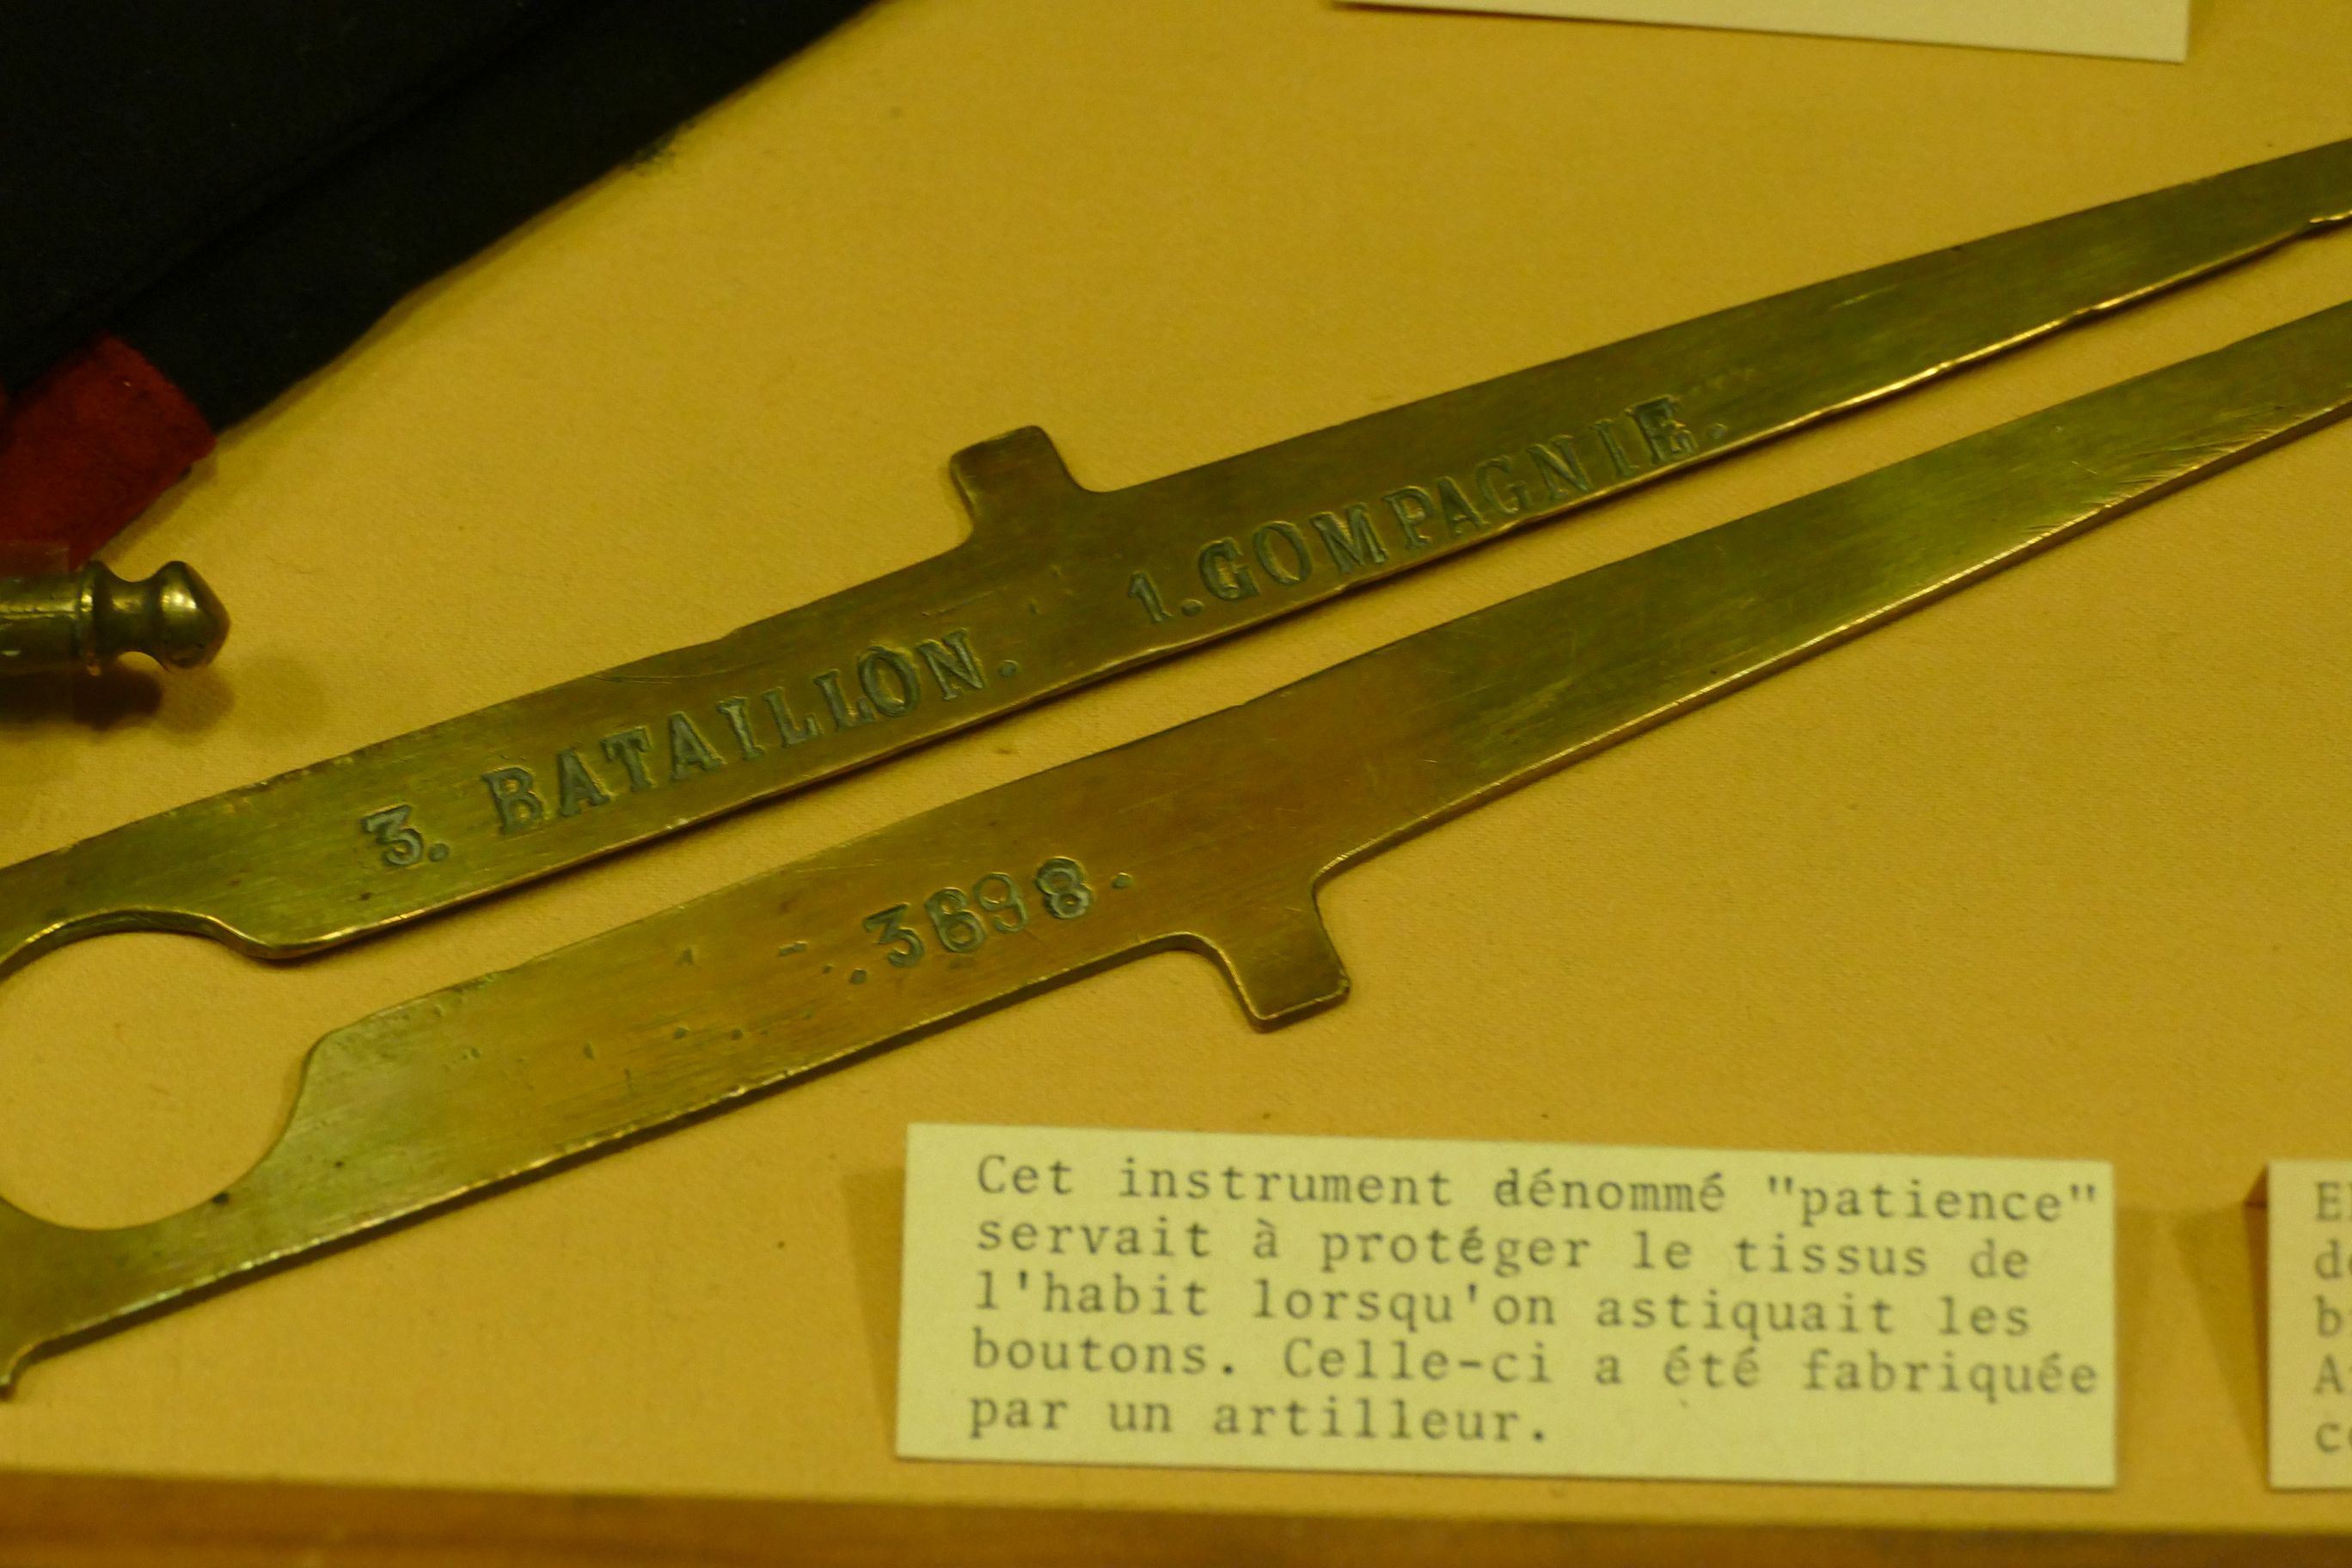 3. BATAILLON. 1. COMPAGNIE.
.3698.
Cet instrument dénommé "patience"
servait à protéger le tissus de
l'habit lorsqu'on astiquait les
boutons. Celle-ci a été fabriquée
par un artilleur.